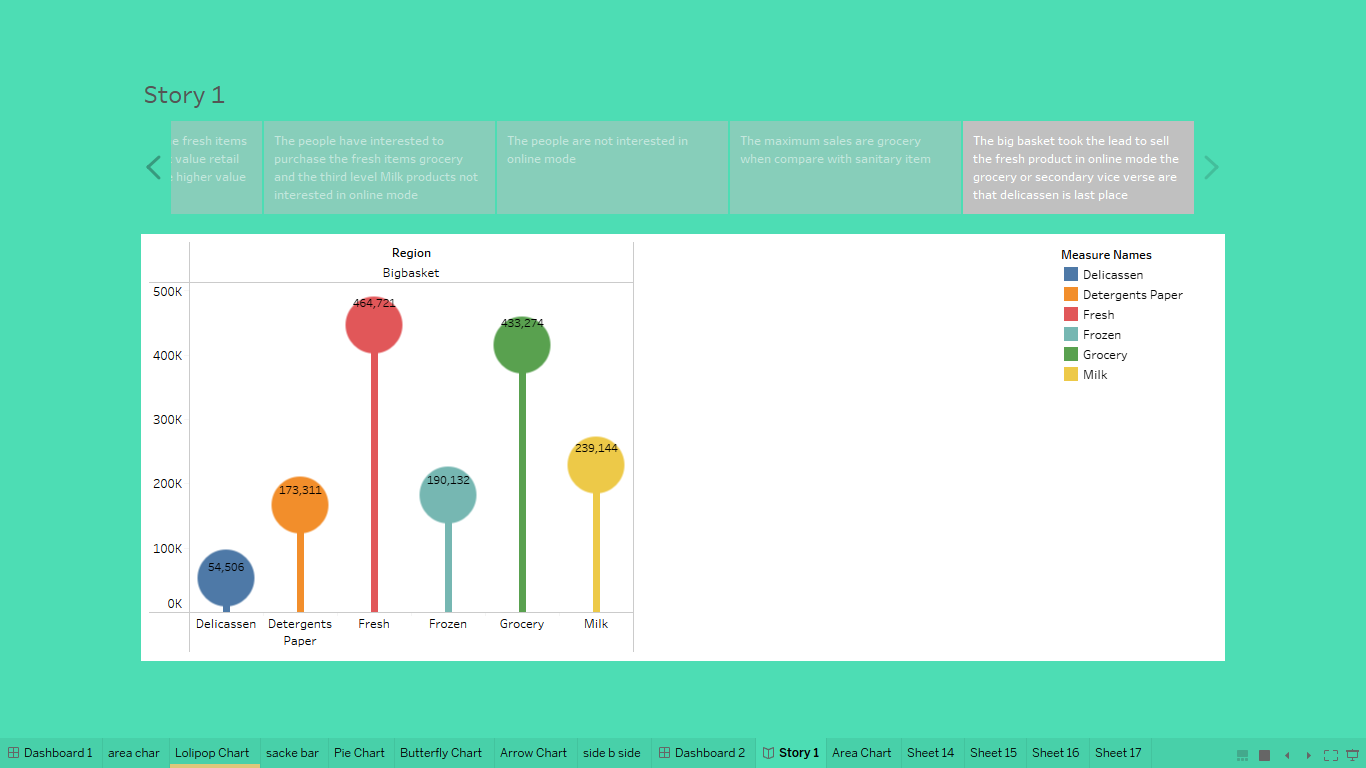 Story 1
e fresh items
value retail
higher value
The people have interested to
purchase the fresh items grocery
and the third level Milk products not
interested in online mode
The people are not interested in
online mode
The maximum sales are grocery
when compare with sanitary item
The big basket took the lead to sell
the fresh product in online mode the
grocery or secondary vice verse are
that delicassen is last place
Region
Bigbasket
500K
400K
300K
200K
100K
0K
464,721
433,274
239,144
190,132
173,311
54,506
Delicassen
Detergents
Paper
Fresh
Frozen
Grocery
Milk
Measure Names
Delicassen
Detergents Paper
Fresh
Frozen
Grocery
Milk
Dashboard 1 area char Lolipop Chart sacke bar Pie Chart Butterfly Chart Arrow Chart side b side Dashboard 2 Story 1 Area Chart Sheet 14 Sheet 15 Sheet 16 Sheet 17